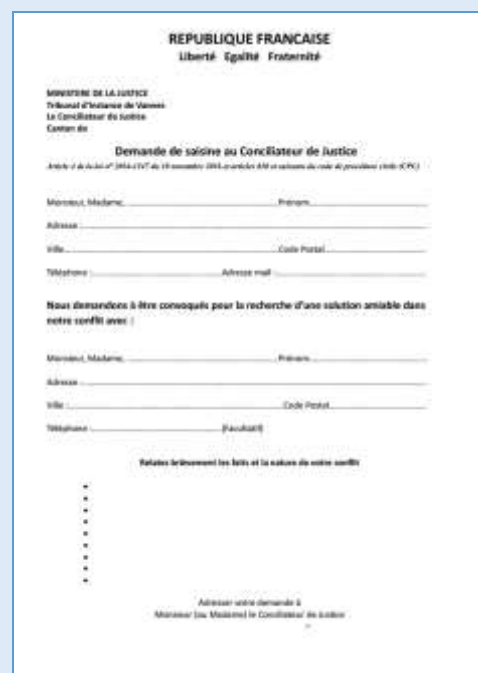 REPUBLIQUE FRANCAISE
Liberté Egalité Fraternité
MINISTERE DE LA JUSTICE
Tribunal d'Instance de Vannes
Le Conciliateur de Justice
Canton de
Demande de saisine au Conciliateur de Justice
Monsieur, Madame, Prénom
Adresse :
Ville Code Postal
Téléphone : Adresse mail :
Nous demandons à être convoqués pour la recherche d'une solution amiable dans
notre conflit avec :
Monsieur, Madame, Prénom
Adresse
Ville : Code Postal
Téléphone : (Facultatif)
Relatez brièvement les faits et la nature de votre conflit
•
•
•
•
•
•
•
•
•
Adresser votre demande à
Monsieur (ou Madame) le Conciliateur de Justice